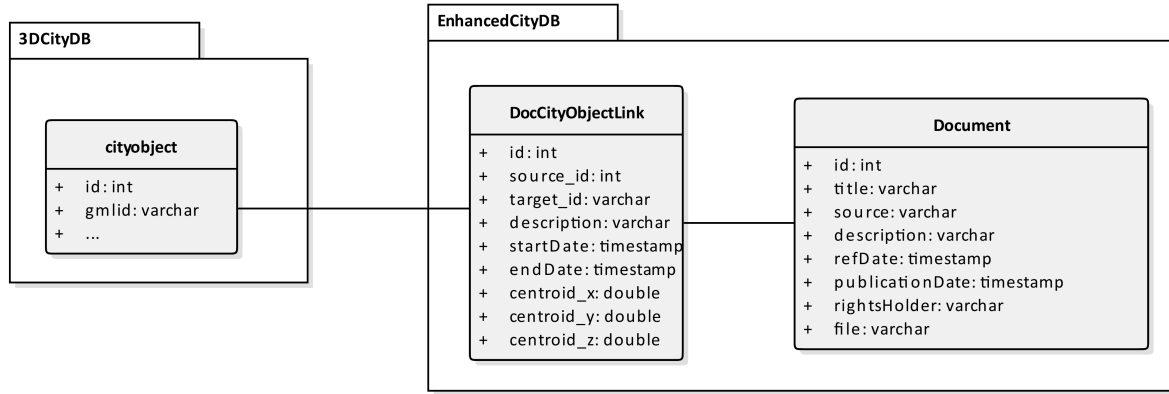 3DCityDB
cityobject
+ id: int
+ gmlid: varchar
+ ...
EnhancedCityDB
DocCityObjectLink
+ id: int
+ source_id: int
+ target_id: varchar
+ description: varchar
+ startDate: timestamp
+ endDate: timestamp
+ centroid_x: double
+ centroid_y: double
+ centroid_z: double
Document
+ id: int
+ title: varchar
+ source: varchar
+ description: varchar
+ refDate: timestamp
+ publicationDate: timestamp
+ rightsHolder: varchar
+ file: varchar